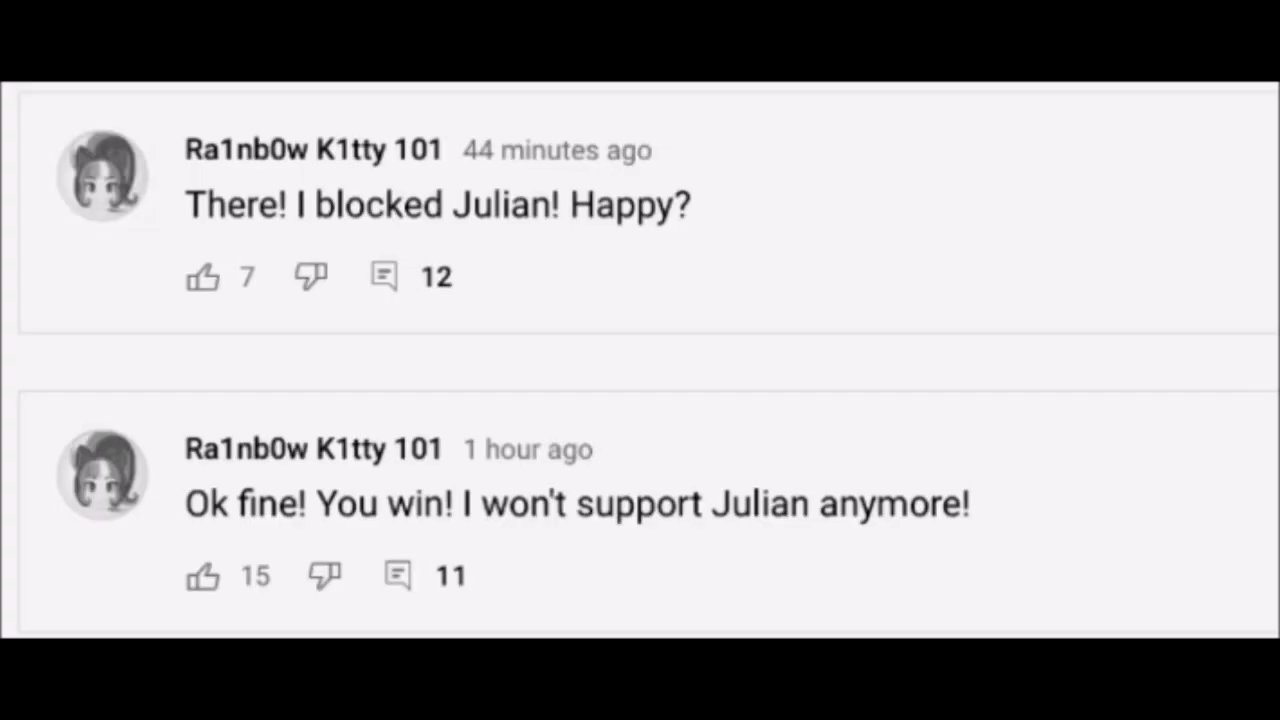 Ra1nb0w K1tty 101 44 minutes ago
There! I blocked Julian! Happy?
7 12
Ra1nb0w K1tty 101 1 hour ago
Ok fine! You win! I won't support Julian anymore!
15 11